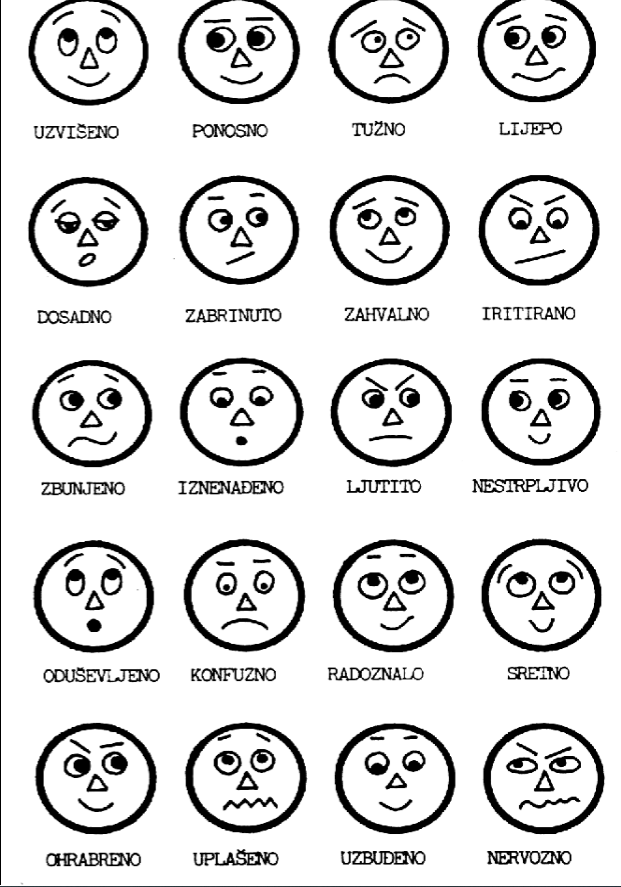 UZVIŠENO PONOSNO TUŽNO LIJEPO
DOSADNO ZABRINUTO ZAHVALNO IRITIRANO
ZBUNJENO IZNENAĐENO LJUTITO NESTRPLJIVO
ODUŠEVLJENO KONFUZNO RADOZNALO SRETNO
OHRABRENO UPLAŠENO UZBUĐENO NERVOZNO